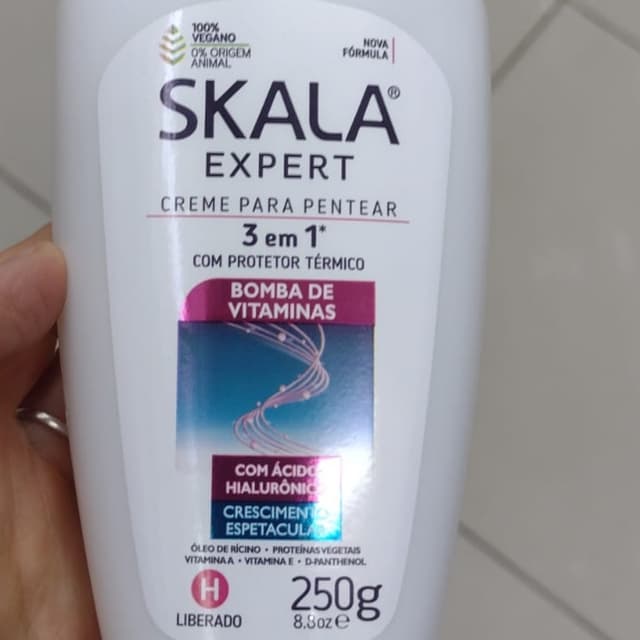 100%
VEGANO
0% ORIGEM
ANIMAL
NOVA
FÓRMULA
SKALA®
EXPERT
CREME PARA PENTEAR
3 em 1*
COM PROTETOR TÉRMICO
BOMBA DE
VITAMINAS
COM ÁCIDO
HIALURÔNICO
CRESCIMENTO
ESPETACULAR
ÓLEO DE RÍCINO • PROTEÍNAS VEGETAIS
VITAMINA A • VITAMINA E • D-PANTHENOL
H
LIBERADO
250g
8.8oz e